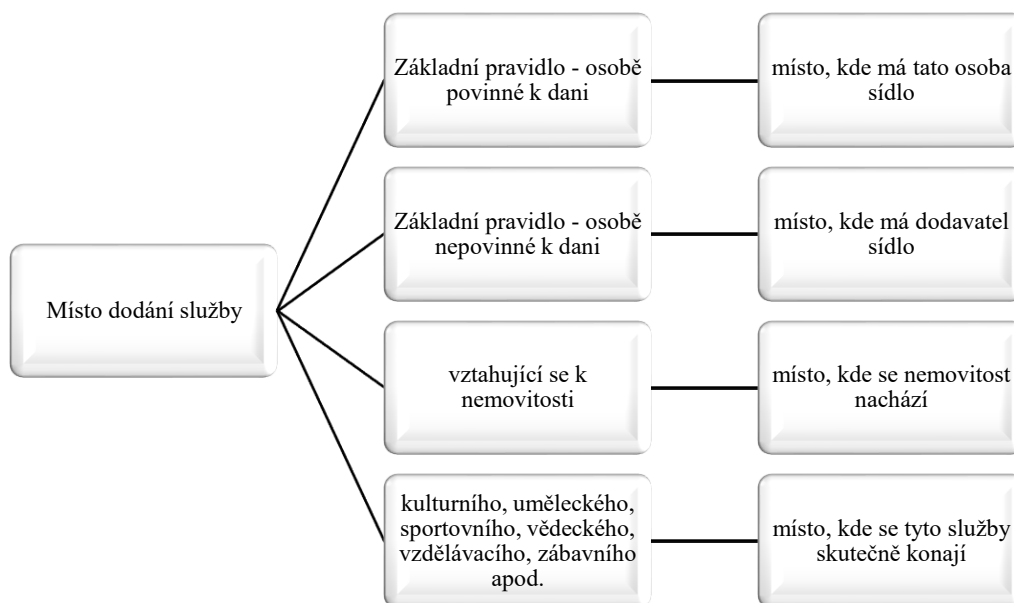 Základní pravidlo - osobě
povinné k dani
místo, kde má tato osoba
sídlo
Základní pravidlo - osobě
nepovinné k dani
místo, kde má dodavatel
sídlo
Místo dodání služby
vztahující se k
nemovitosti
místo, kde se nemovitost
nachází
kulturního, uměleckého,
sportovního, vědeckého,
vzdělávacího, zábavního
apod.
místo, kde se tyto služby
skutečně konají